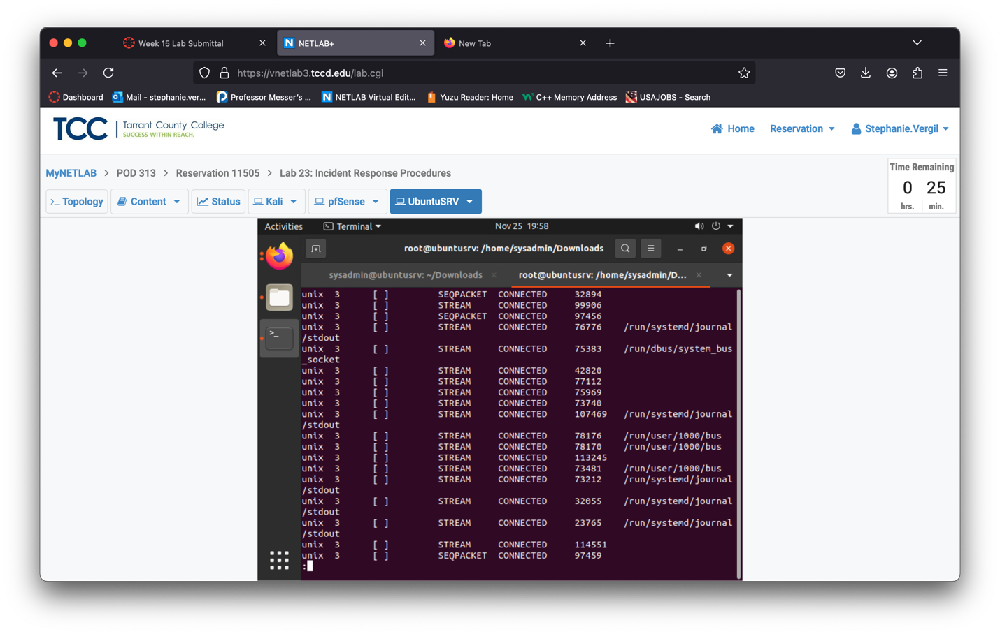 Week 15 Lab Submittal
NETLAB+
New Tab
https://vnetlab3.tccd.edu/lab.cgi
Dashboard
Mail - stephanie.ver...
Professor Messer's ...
NETLAB Virtual Edit...
Yuzu Reader: Home
C++ Memory Address
USAJOBS - Search
TCC
Tarrant County College
SUCCESS WITHIN REACH.
Home
Reservation
Stephanie.Vergil
MyNETLAB > POD 313 > Reservation 11505 > Lab 23: Incident Response Procedures
Time Remaining
0 25
hrs. min.
>_ Topology
Content
Status
Kali
pfSense
UbuntuSRV
Activities
Terminal
Nov 25 19:58
root@ubuntusrv: /home/sysadmin/Downloads
sysadmin@ubuntusrv: ~/Downloads
root@ubuntusrv: /home/sysadmin/D...
unix 3 [ ] SEQPACKET CONNECTED 32894
unix 3 [ ] STREAM CONNECTED 99906
unix 3 [ ] SEQPACKET CONNECTED 97456
unix 3 [ ] STREAM CONNECTED 76776 /run/systemd/journal
/stdout
unix 3 [ ] STREAM CONNECTED 75383 /run/dbus/system_bus
_socket
unix 3 [ ] STREAM CONNECTED 42820
unix 3 [ ] STREAM CONNECTED 77112
unix 3 [ ] STREAM CONNECTED 75969
unix 3 [ ] STREAM CONNECTED 73740
unix 3 [ ] STREAM CONNECTED 107469 /run/systemd/journal
/stdout
unix 3 [ ] STREAM CONNECTED 78176 /run/user/1000/bus
unix 3 [ ] STREAM CONNECTED 78170 /run/user/1000/bus
unix 3 [ ] STREAM CONNECTED 113245
unix 3 [ ] STREAM CONNECTED 73481 /run/user/1000/bus
unix 3 [ ] STREAM CONNECTED 73212 /run/systemd/journal
/stdout
unix 3 [ ] STREAM CONNECTED 32055 /run/systemd/journal
/stdout
unix 3 [ ] STREAM CONNECTED 23765 /run/systemd/journal
/stdout
unix 3 [ ] STREAM CONNECTED 114551
unix 3 [ ] SEQPACKET CONNECTED 97459
: